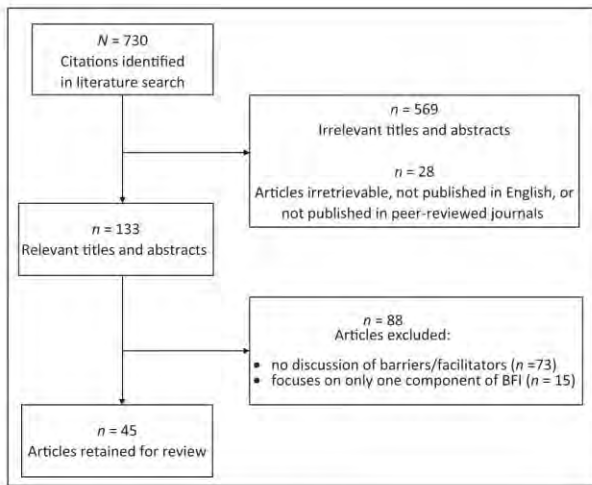 N = 730
Citations identified
in literature search
n = 569
Irrelevant titles and abstracts
n = 28
Articles irretrievable, not published in English, or
not published in peer-reviewed journals
n = 133
Relevant titles and abstracts
n = 88
Articles excluded:
• no discussion of barriers/facilitators (n =73)
• focuses on only one component of BFI (n = 15)
n = 45
Articles retained for review